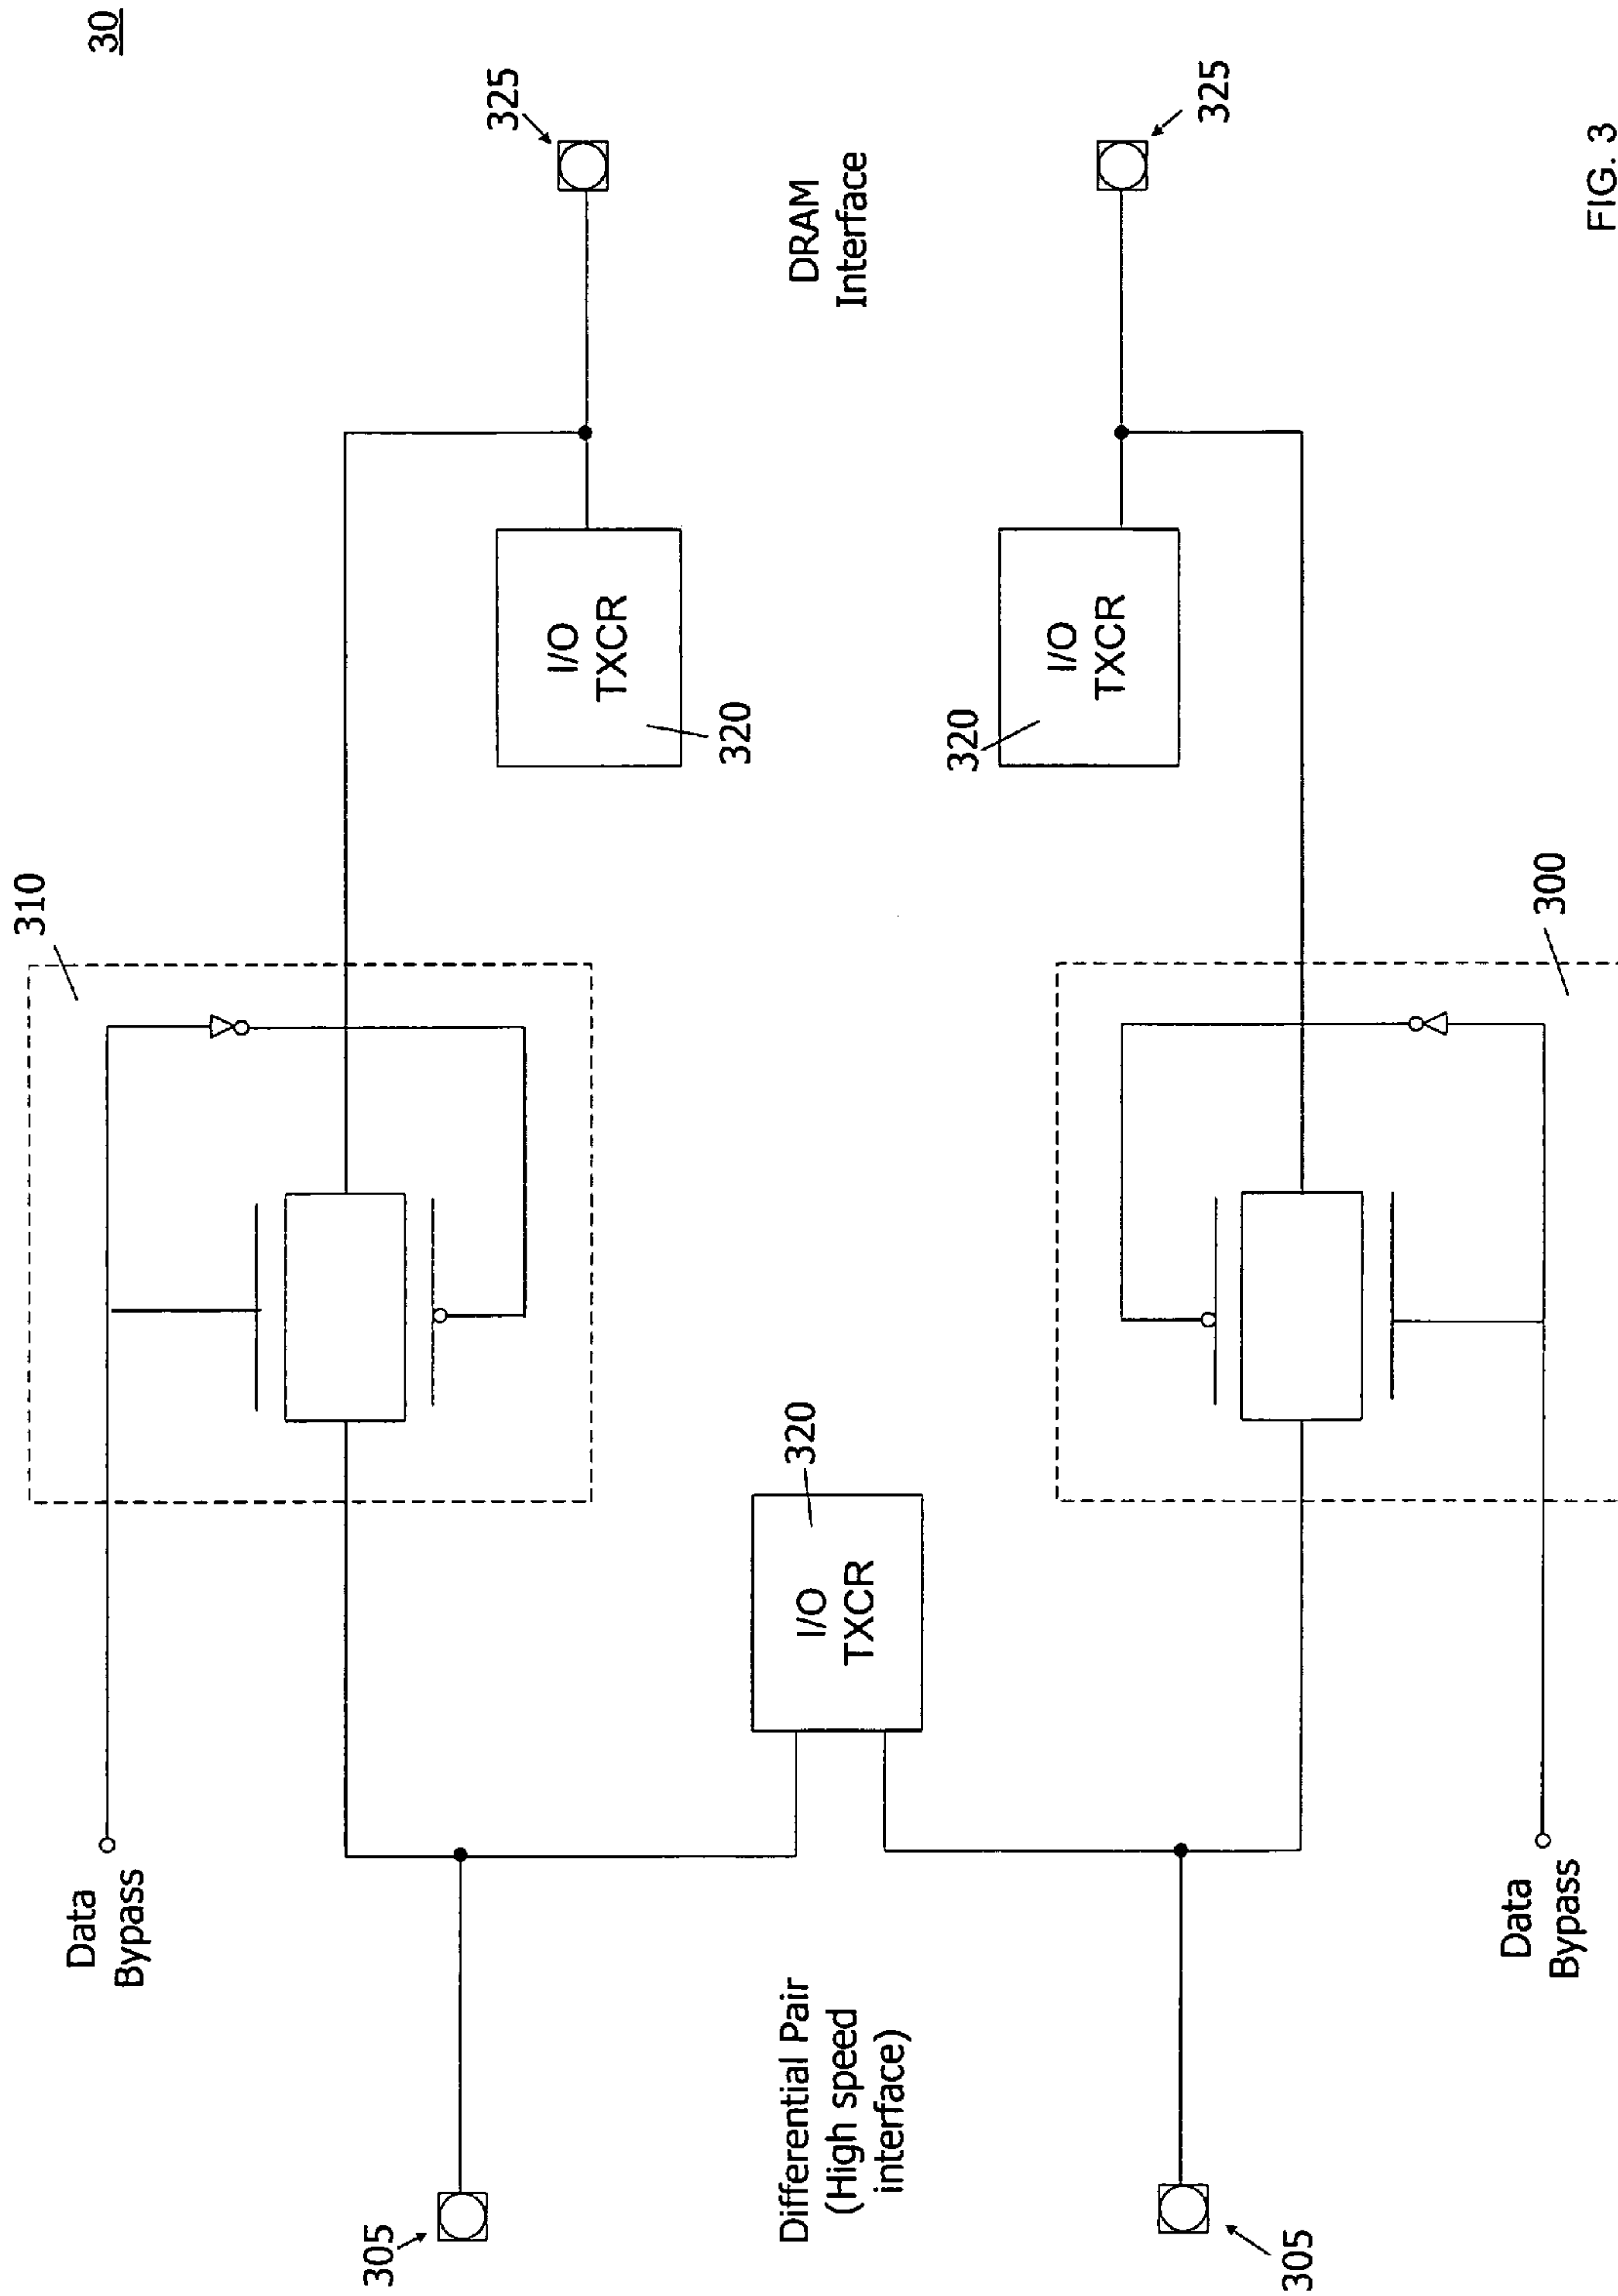 30
310
325
Data
Bypass
I/O
TXCR
320
305
DRAM
Interface
Differential Pair
(High speed
interface)
I/O
TXCR
320
I/O
TXCR
320
325
305
300
Data
Bypass
FIG. 3